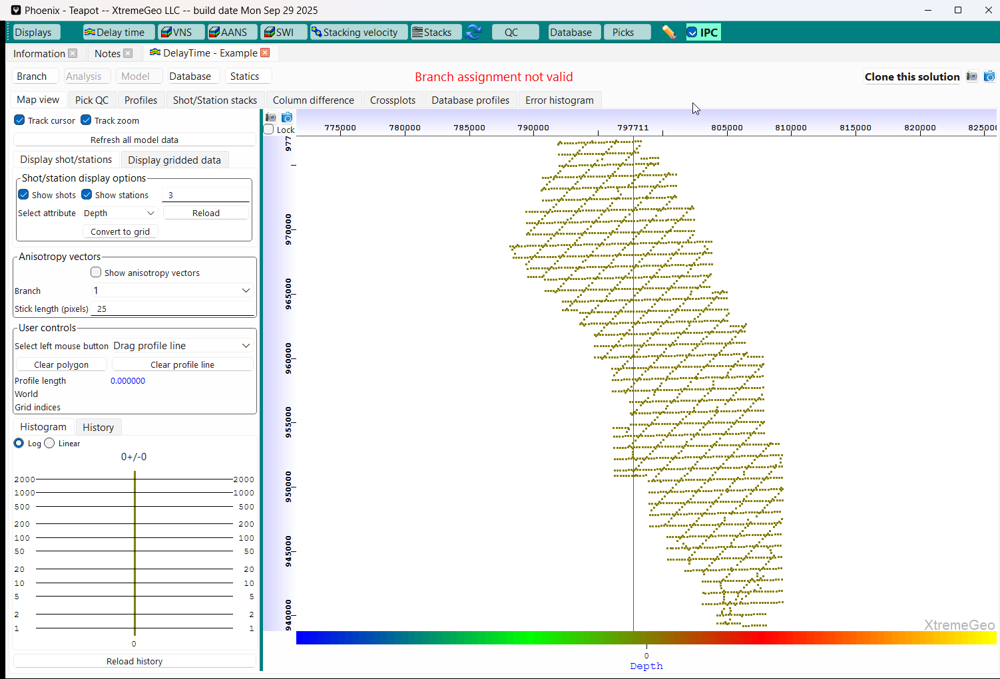 Phoenix - Teapot -- XtremeGeo LLC -- build date Mon Sep 29 2025
Displays Delay time VNS AANS SWI Stacking velocity Stacks QC Database Picks IPC
Information Notes DelayTime - Example
Branch Analysis Model Database Statics Branch assignment not valid Clone this solution
Map view Pick QC Profiles Shot/Station stacks Column difference Crossplots Database profiles Error histogram
Track cursor Track zoom
Refresh all model data
Display shot/stations Display gridded data
Shot/station display options
Show shots Show stations 3
Select attribute Depth Reload
Convert to grid
Anisotropy vectors
Show anisotropy vectors
Branch 1
Stick length (pixels) 25
User controls
Select left mouse button Drag profile line
Clear polygon Clear profile line
Profile length 0.000000
World
Grid indices
Histogram History
Log Linear
0+/-0
2000 2000
1000 1000
500 500
200 200
100 100
50 50
20 20
10 10
5 5
2 2
1 1
0
Reload history
Lock
775000 780000 785000 790000 797711 805000 810000 815000 820000 825000
977
970000
965000
960000
955000
950000
945000
940000
XtremeGeo
0
Depth